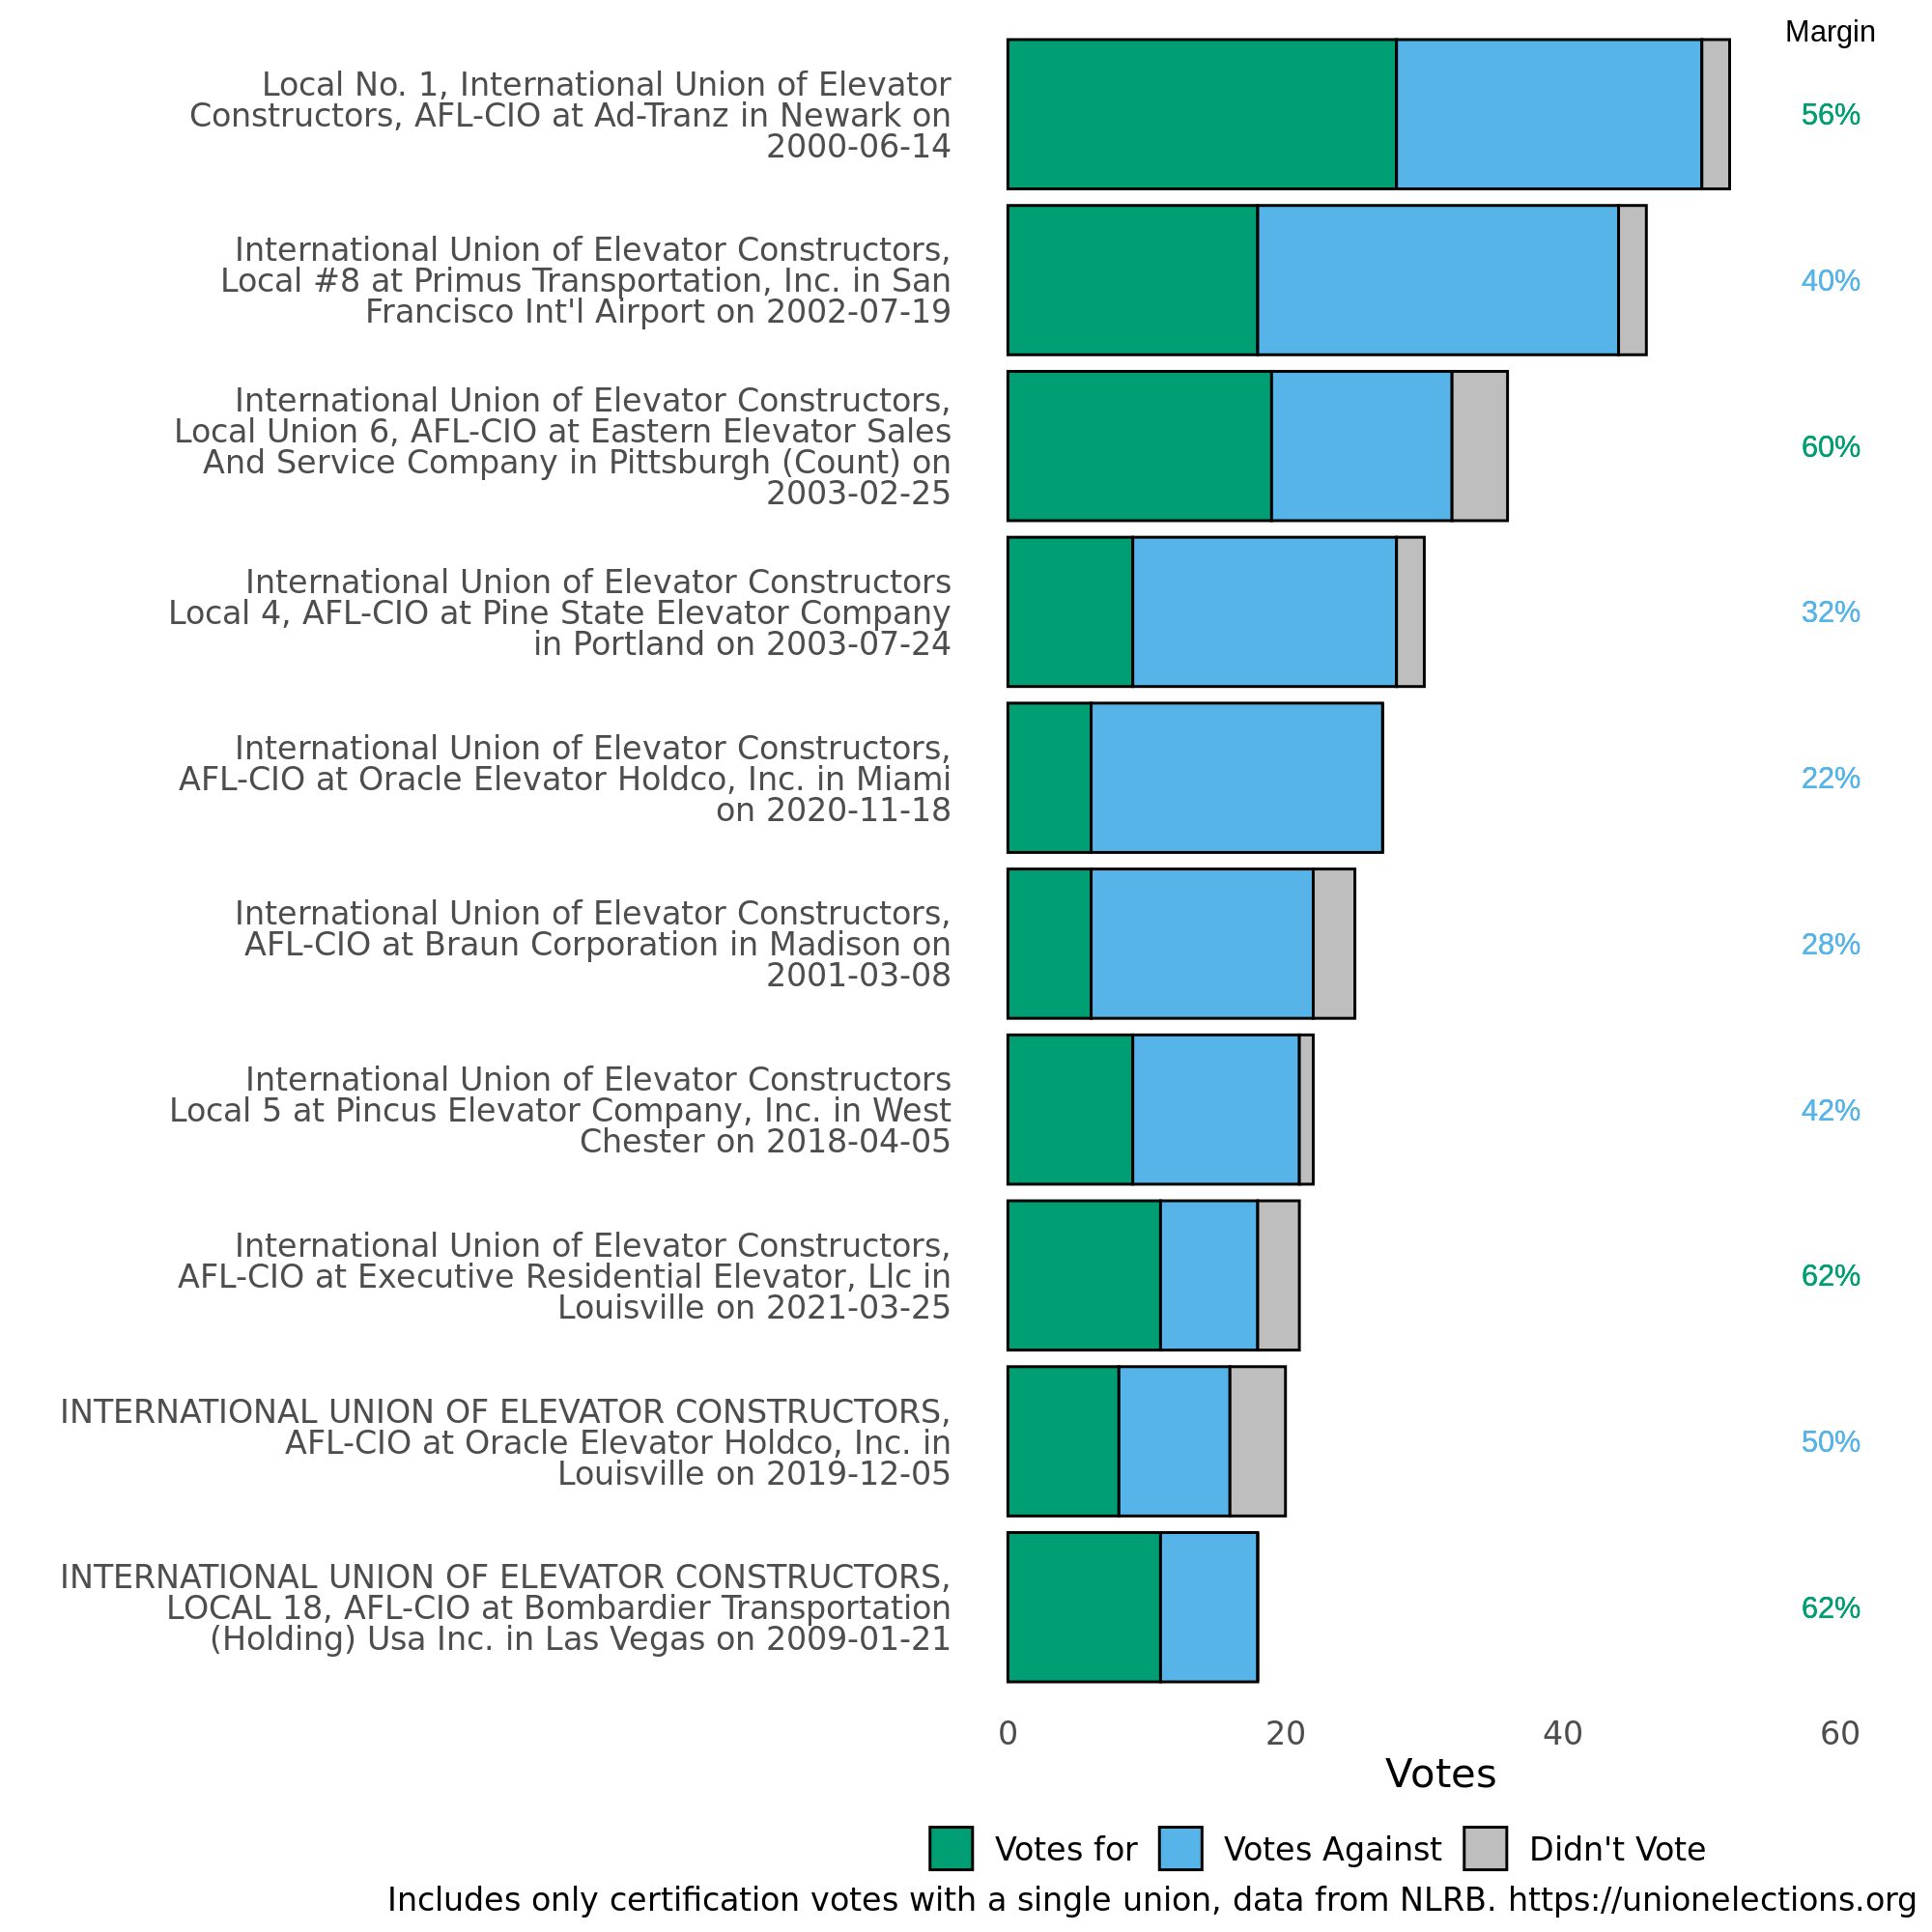 Margin
Local No. 1, International Union of Elevator
Constructors, AFL-CIO at Ad-Tranz in Newark on
2000-06-14
56%
International Union of Elevator Constructors,
Local #8 at Primus Transportation, Inc. in San
Francisco Int'l Airport on 2002-07-19
40%
International Union of Elevator Constructors,
Local Union 6, AFL-CIO at Eastern Elevator Sales
And Service Company in Pittsburgh (Count) on
2003-02-25
60%
International Union of Elevator Constructors
Local 4, AFL-CIO at Pine State Elevator Company
in Portland on 2003-07-24
32%
International Union of Elevator Constructors,
AFL-CIO at Oracle Elevator Holdco, Inc. in Miami
on 2020-11-18
22%
International Union of Elevator Constructors,
AFL-CIO at Braun Corporation in Madison on
2001-03-08
28%
International Union of Elevator Constructors
Local 5 at Pincus Elevator Company, Inc. in West
Chester on 2018-04-05
42%
International Union of Elevator Constructors,
AFL-CIO at Executive Residential Elevator, Llc in
Louisville on 2021-03-25
62%
INTERNATIONAL UNION OF ELEVATOR CONSTRUCTORS,
AFL-CIO at Oracle Elevator Holdco, Inc. in
Louisville on 2019-12-05
50%
INTERNATIONAL UNION OF ELEVATOR CONSTRUCTORS,
LOCAL 18, AFL-CIO at Bombardier Transportation
(Holding) Usa Inc. in Las Vegas on 2009-01-21
62%
0 20 40 60
Votes
Votes for Votes Against Didn't Vote
Includes only certification votes with a single union, data from NLRB. https://unionelections.org